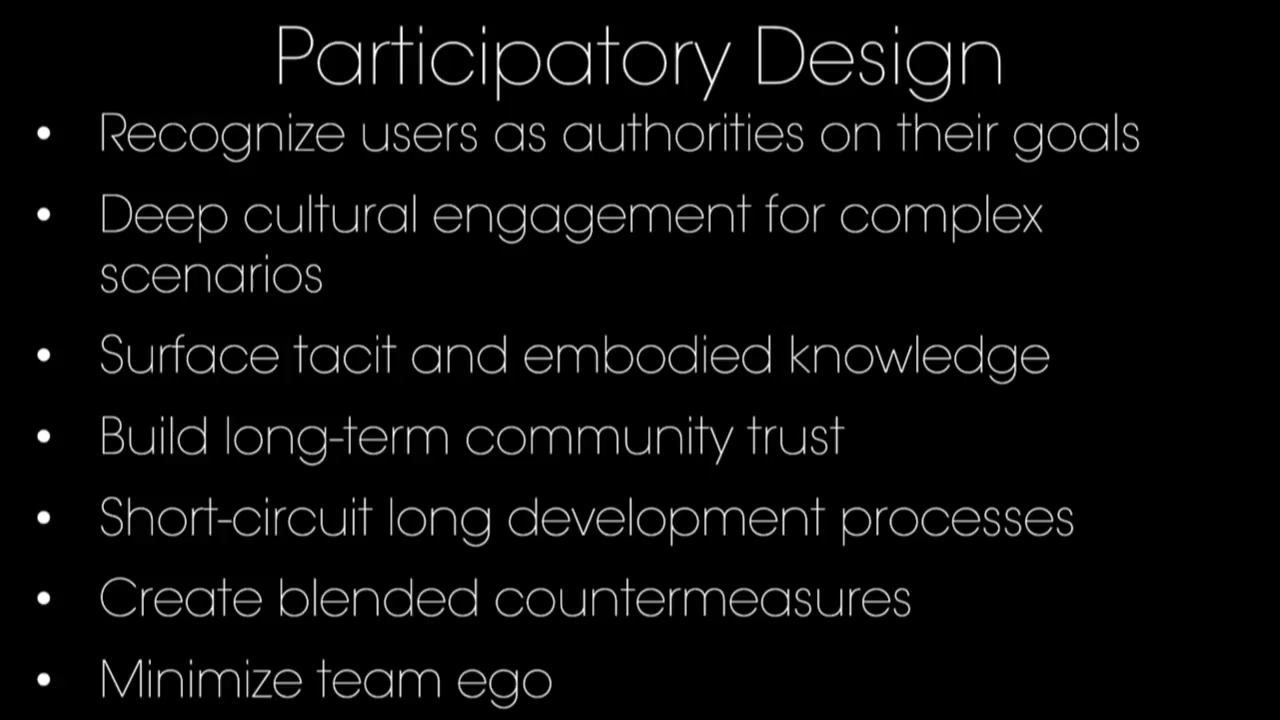 Participatory Design
• Recognize users as authorities on their goals
• Deep cultural engagement for complex
scenarios
• Surface tacit and embodied knowledge
• Build long-term community trust
• Short-circuit long development processes
• Create blended countermeasures
• Minimize team ego